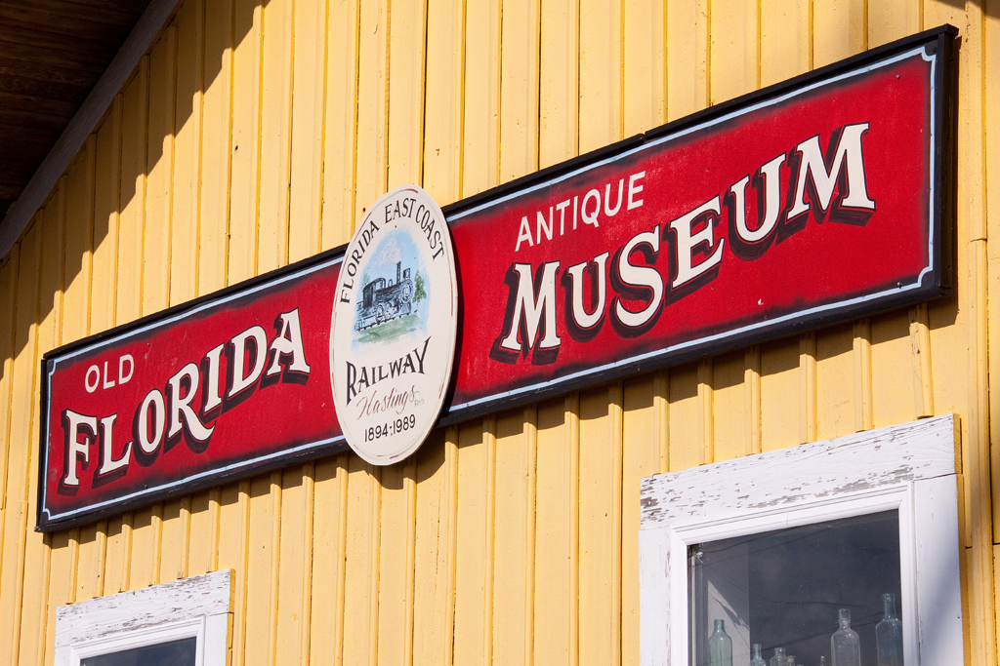 OLD
FLORIDA
FLORIDA EAST COAST
RAILWAY
Hastings
1894:1989
ANTIQUE
MUSEUM